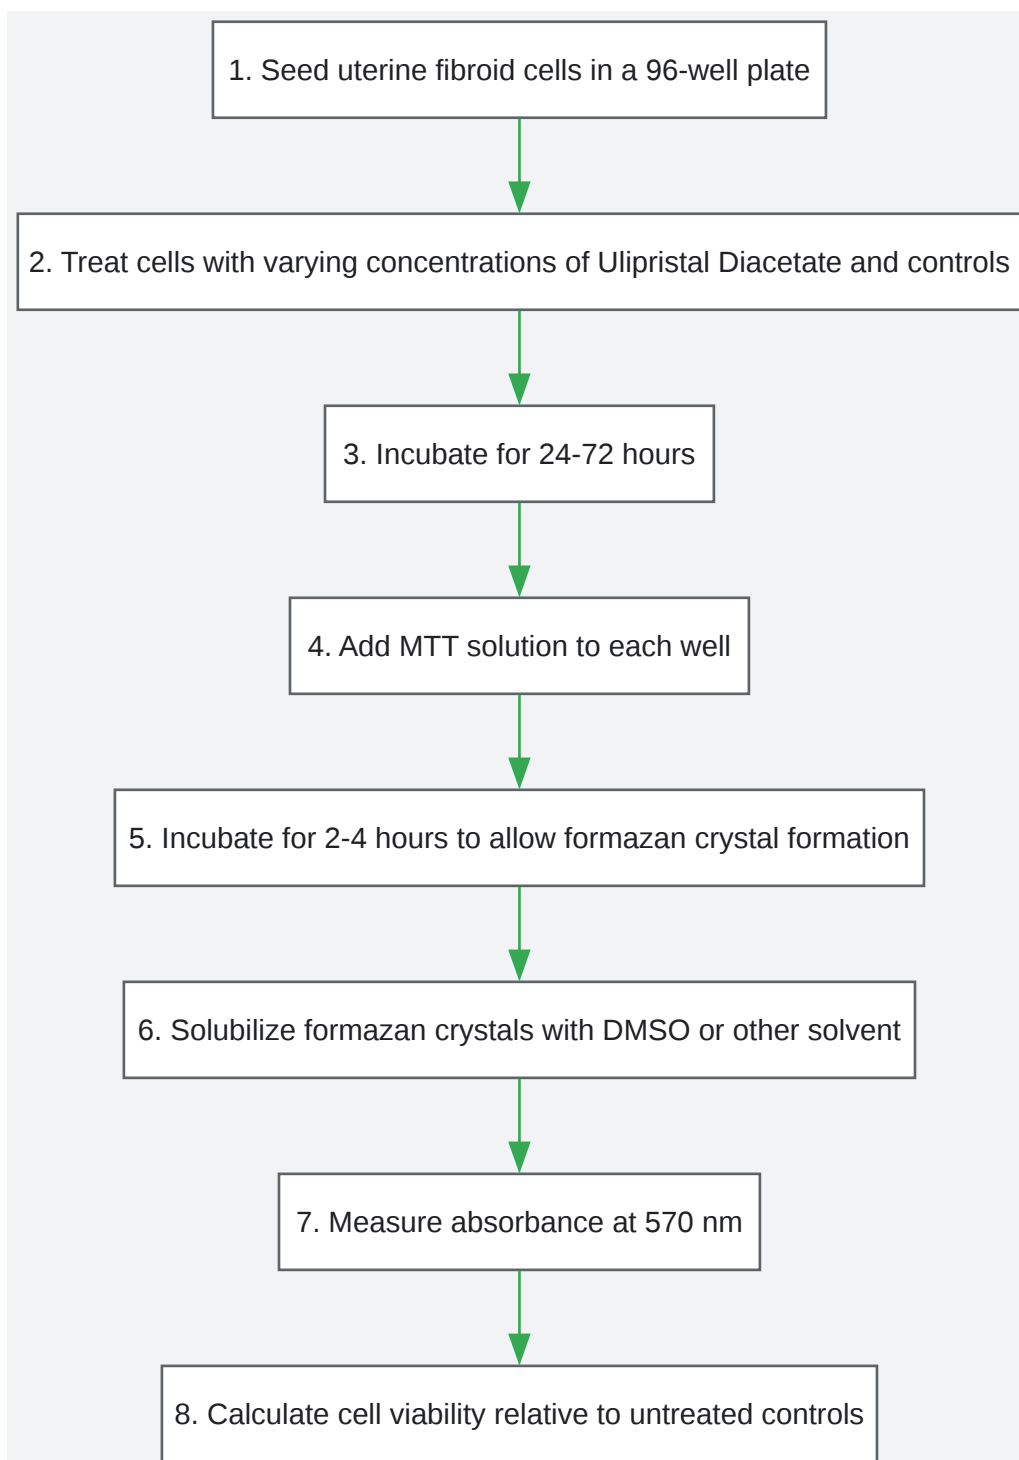 1. Seed uterine fibroid cells in a 96-well plate
2. Treat cells with varying concentrations of Ulipristal Diacetate and controls
3. Incubate for 24-72 hours
4. Add MTT solution to each well
5. Incubate for 2-4 hours to allow formazan crystal formation
6. Solubilize formazan crystals with DMSO or other solvent
7. Measure absorbance at 570 nm
8. Calculate cell viability relative to untreated controls